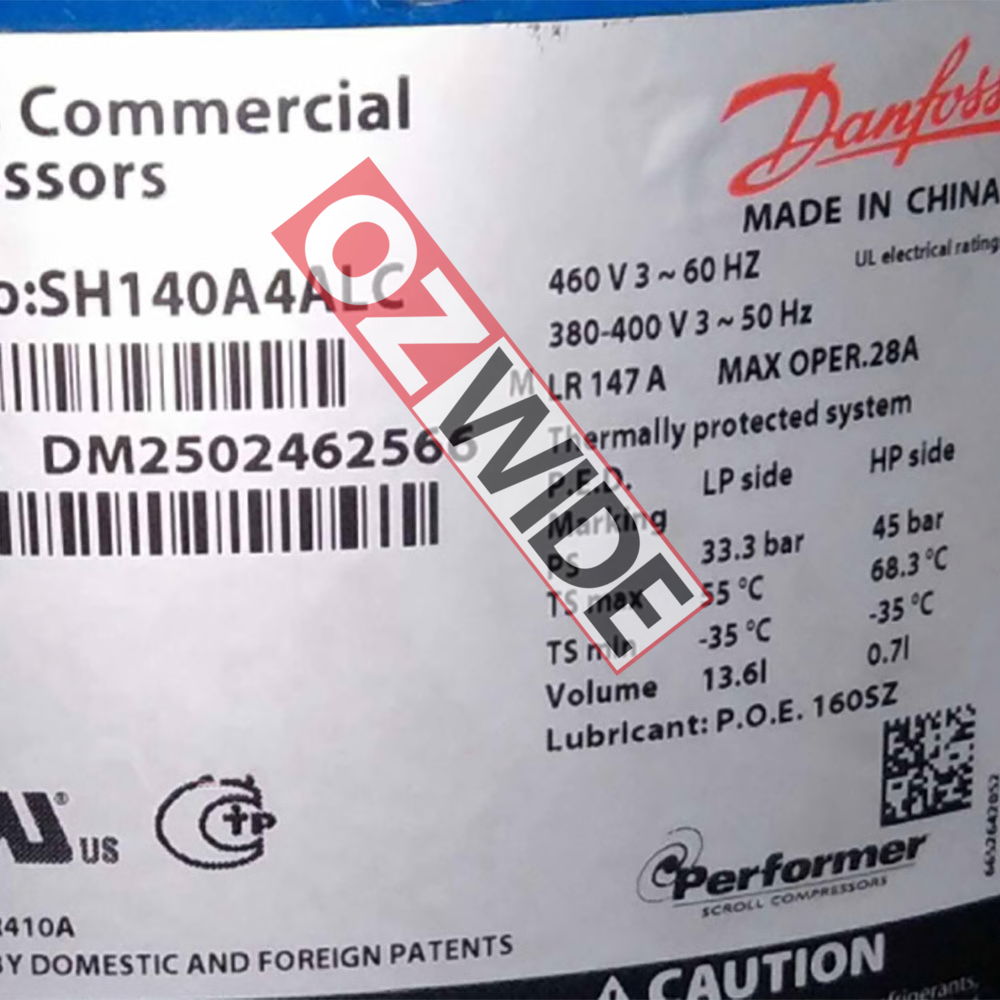 Commercial
ssors
Danfoss
MADE IN CHINA
UL electrical rating
o:SH140A4ALC
460 V 3 ~ 60 HZ
380-400 V 3 ~ 50 Hz
M LR 147 A MAX OPER.28A
Thermally protected system
DM2502462566
P.E.D. LP side HP side
Marking
PS 33.3 bar 45 bar
TS max 55 °C 68.3 °C
TS min -35 °C -35 °C
Volume 13.6l 0.7l
Lubricant: P.O.E. 160SZ
OZWIDE
US
Performer
SCROLL COMPRESSORS
410A
BY DOMESTIC AND FOREIGN PATENTS
CAUTION